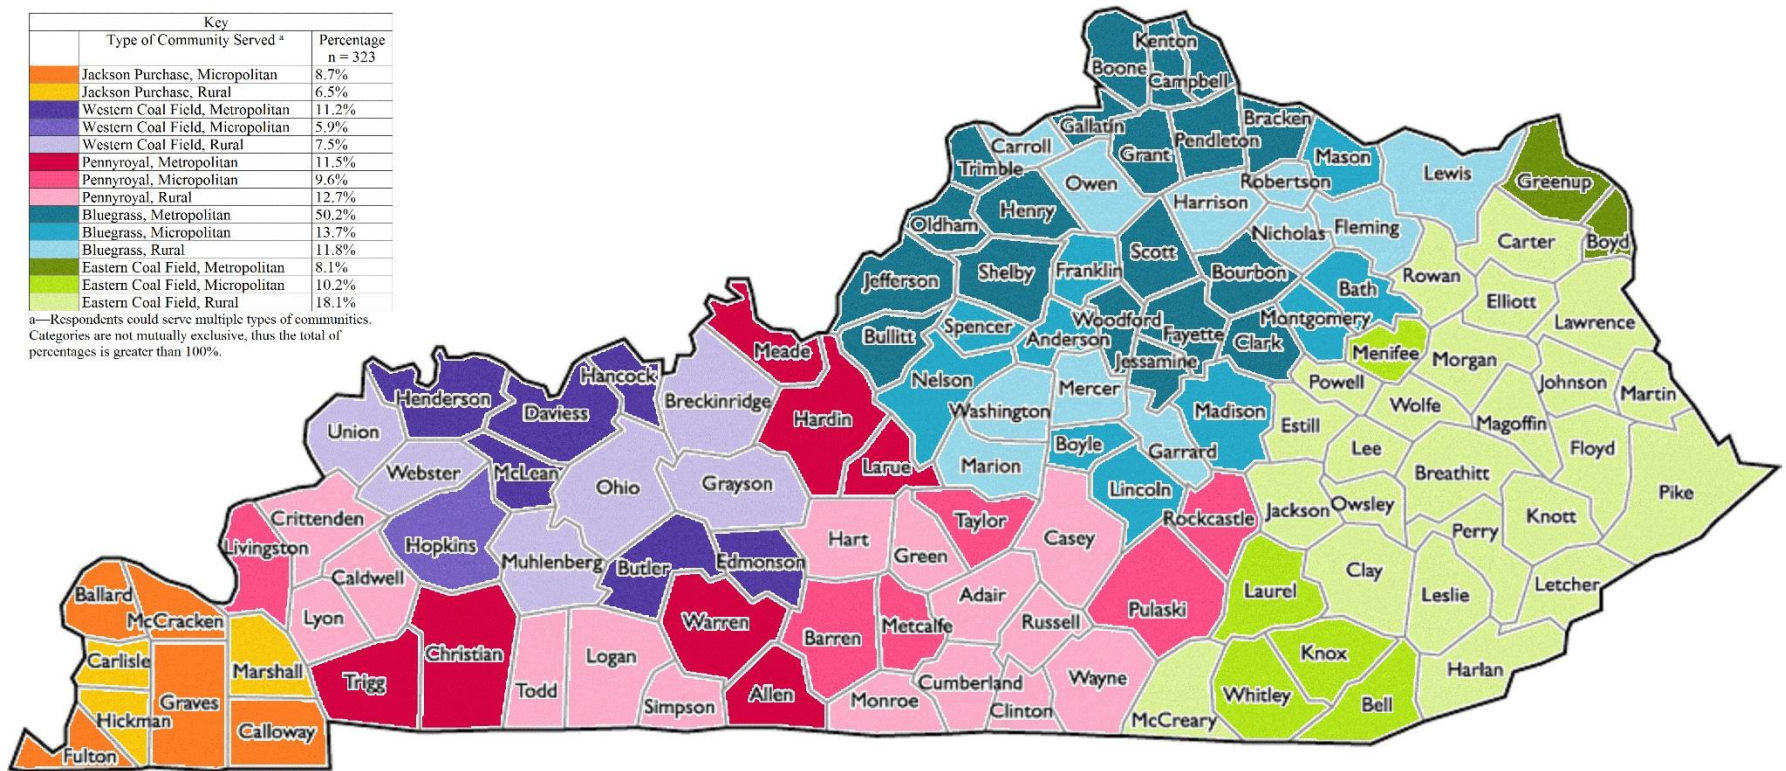 Key
Type of Community Served a Percentage
n = 323
Jackson Purchase, Micropolitan 8.7%
Jackson Purchase, Rural 6.5%
Western Coal Field, Metropolitan 11.2%
Western Coal Field, Micropolitan 5.9%
Western Coal Field, Rural 7.5%
Pennyroyal, Metropolitan 11.5%
Pennyroyal, Micropolitan 9.6%
Pennyroyal, Rural 12.7%
Bluegrass, Metropolitan 50.2%
Bluegrass, Micropolitan 13.7%
Bluegrass, Rural 11.8%
Eastern Coal Field, Metropolitan 8.1%
Eastern Coal Field, Micropolitan 10.2%
Eastern Coal Field, Rural 18.1%
a—Respondents could serve multiple types of communities.
Categories are not mutually exclusive, thus the total of
percentages is greater than 100%.
Kenton
Boone
Campbell
Gallatin
Bracken
Carroll
Grant
Pendleton
Mason
Trimble
Owen
Robertson
Lewis
Greenup
Henry
Harrison
Oldham
Nicholas
Fleming
Carter
Boyd
Scott
Jefferson
Shelby
Franklin
Bourbon
Rowan
Bath
Elliott
Bullitt
Spencer
Woodford
Anderson
Fayette
Montgomery
Clark
Lawrence
Meade
Jessamine
Menifee
Morgan
Hancock
Nelson
Mercer
Powell
Johnson
Martin
Henderson
Daviess
Breckinridge
Hardin
Washington
Madison
Wolfe
Union
Estill
Magoffin
Boyle
Garrard
Lee
Floyd
Webster
McLean
Ohio
Grayson
Larue
Marion
Lincoln
Breathitt
Pike
Crittenden
Taylor
Rockcastle
Jackson
Owsley
Perry
Knott
Livingston
Hopkins
Muhlenberg
Butler
Edmonson
Hart
Green
Casey
Caldwell
Clay
Ballard
Laurel
Leslie
Letcher
McCracken
Lyon
Warren
Barren
Metcalfe
Adair
Russell
Pulaski
Carlisle
Marshall
Christian
Logan
Knox
Harlan
Graves
Trigg
Todd
Simpson
Allen
Monroe
Cumberland
Clinton
Wayne
Whitley
Bell
Hickman
McCreary
Calloway
Fulton